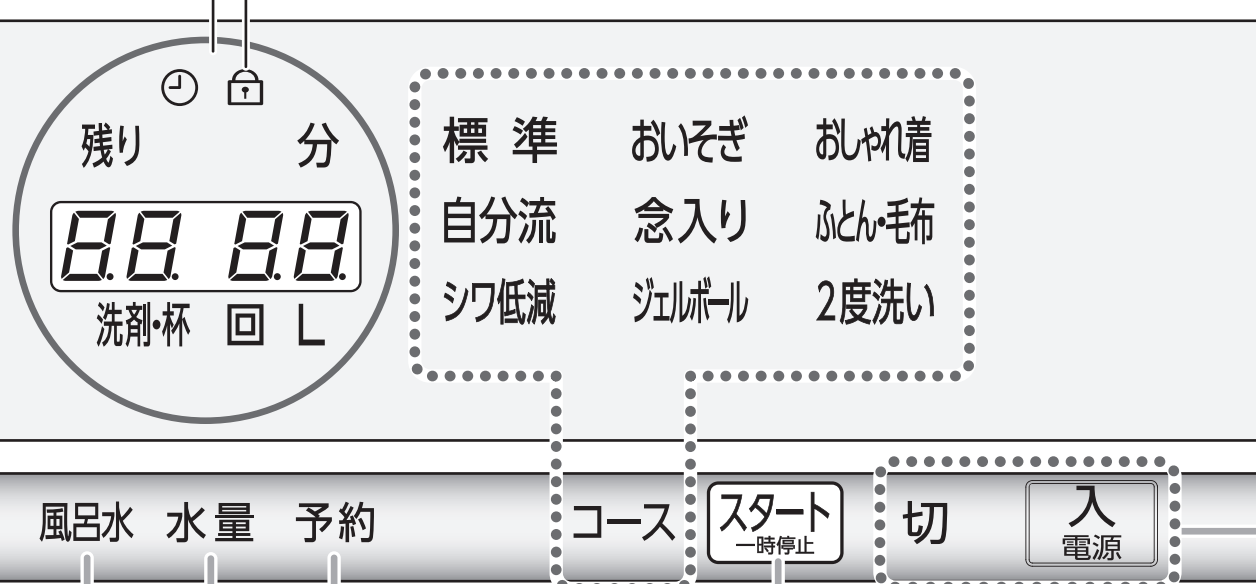 残り 分
88 88
洗剤・杯 回 L
標準 おいそぎ おしゃれ着
自分流 念入り ふとん・毛布
シワ低減 ジェルボール 2度洗い
風呂水 水量 予約 コース スタート 一時停止 切 入 電源